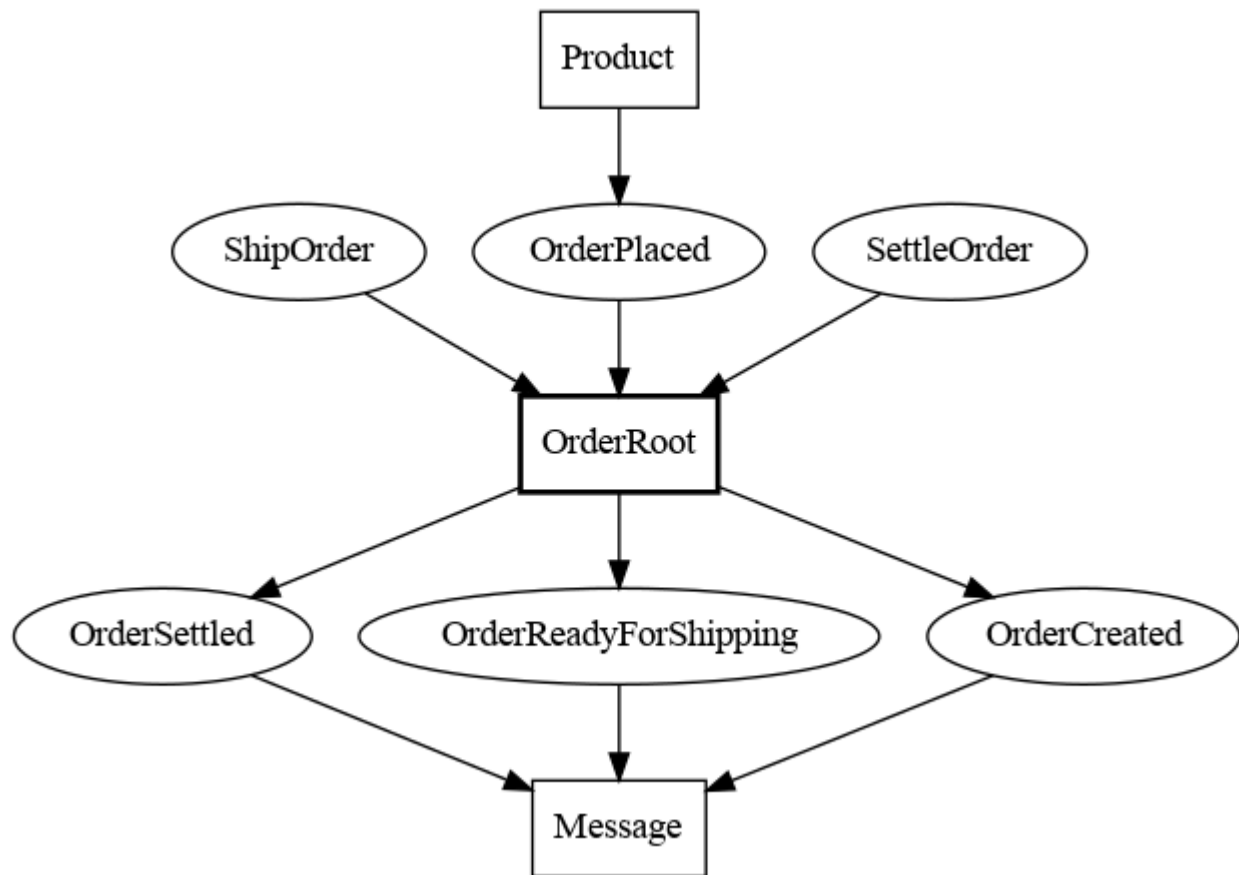 Product
ShipOrder
OrderPlaced
SettleOrder
OrderRoot
OrderSettled
OrderReadyForShipping
OrderCreated
Message